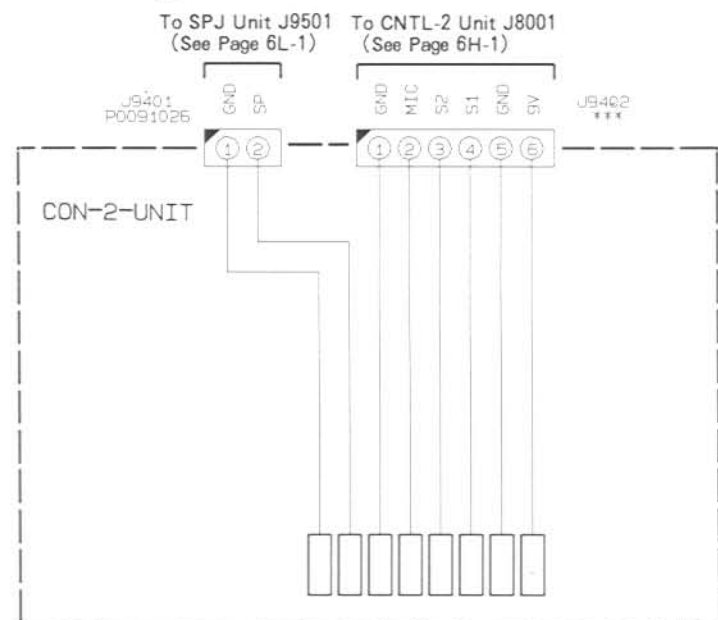 To SPJ Unit J9501
(See Page 6L-1)
To CNTL-2 Unit J8001
(See Page 6H-1)
J9401
P0091026
GND
SP
GND
MIC
S2
S1
GND
9V
J9402
***
1 2
1 2 3 4 5 6
CON-2-UNIT